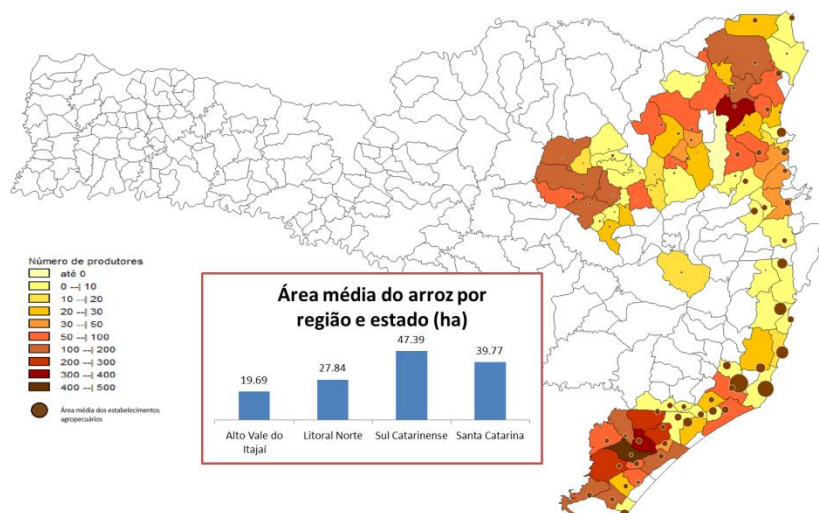 Número de produtores
até 0
0 --| 10
10 --| 20
20 --| 30
30 --| 50
50 --| 100
100 --| 200
200 --| 300
300 --| 400
400 --| 500
Área média dos estabelecimentos
agropecuários
Área média do arroz por
região e estado (ha)
19.69
27.84
47.39
39.77
Alto Vale do
Itajaí
Litoral Norte
Sul Catarinense
Santa Catarina